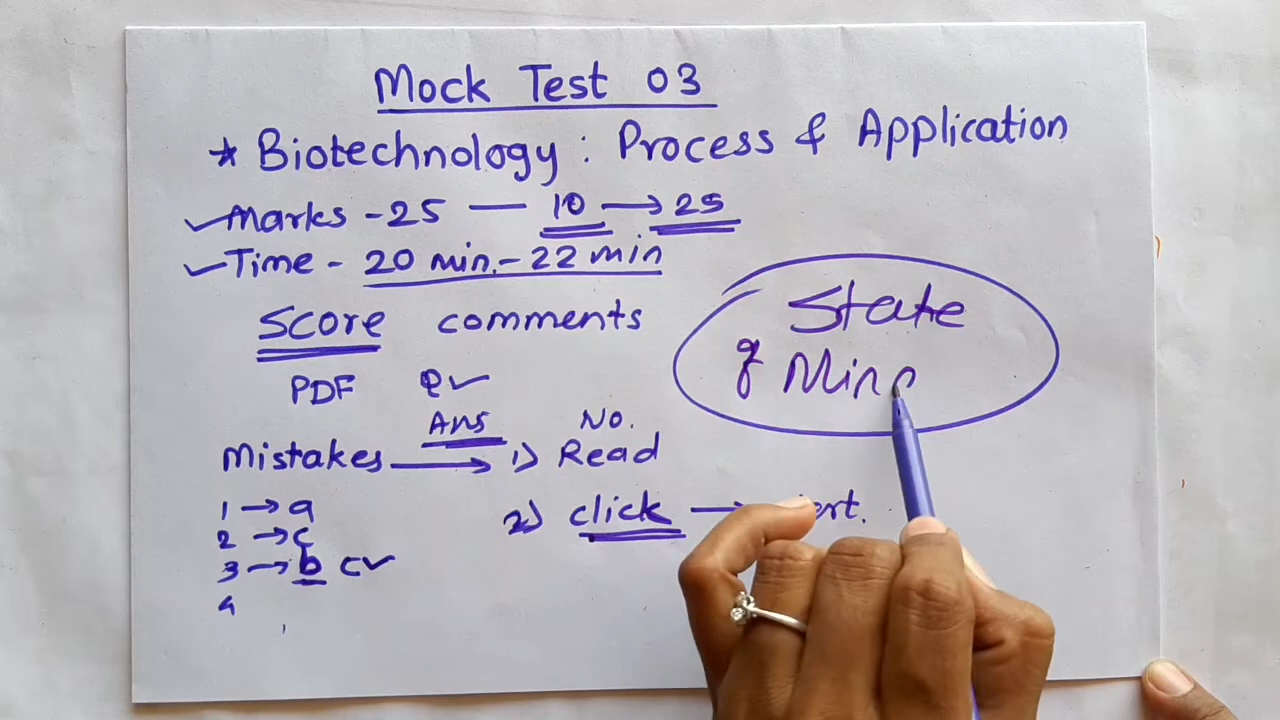 Mock Test 03
* Biotechnology : Process & Application
✓ Marks - 25 — 10 → 25
✓ Time - 20 min. - 22 min
Score comments
State
of Min
PDF Q✓
Ans No.
Mistakes → 1) Read
1 → a
2) click →
2 → c
3 → b c✓
4